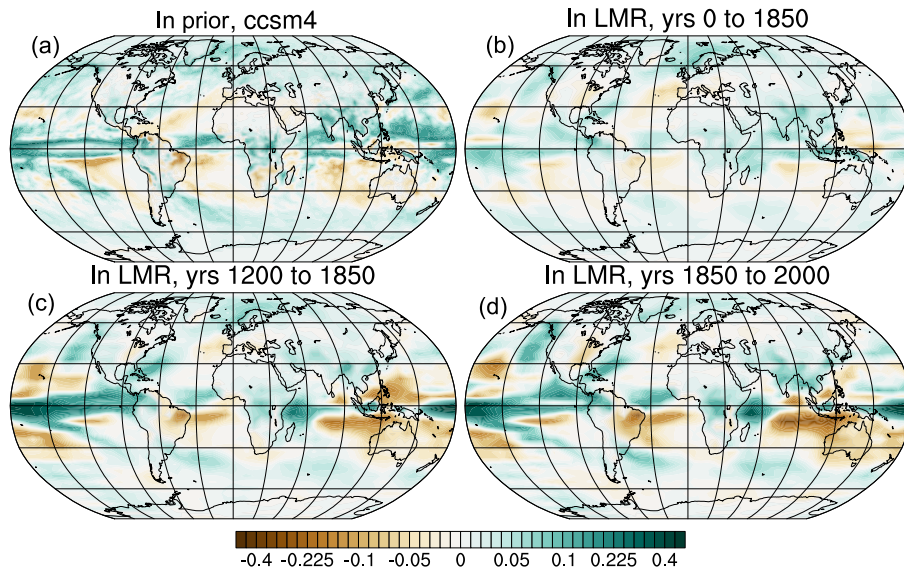 In prior, ccsm4
In LMR, yrs 0 to 1850
(a)
(b)
In LMR, yrs 1200 to 1850
In LMR, yrs 1850 to 2000
(c)
(d)
-0.4 -0.225 -0.1 -0.05 0 0.05 0.1 0.225 0.4